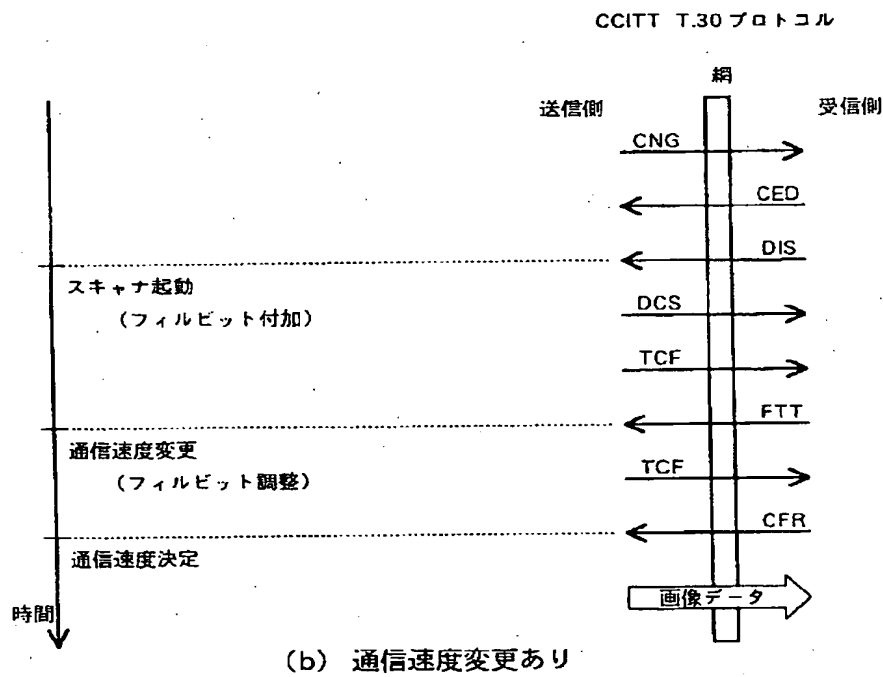 CCITT T.30 プロトコル
網
送信側
受信側
CNG
CED
DIS
スキャナ起動
(フィルビット付加)
DCS
TCF
FTT
通信速度変更
(フィルビット調整)
TCF
CFR
通信速度決定
画像データ
時間
(b) 通信速度変更あり